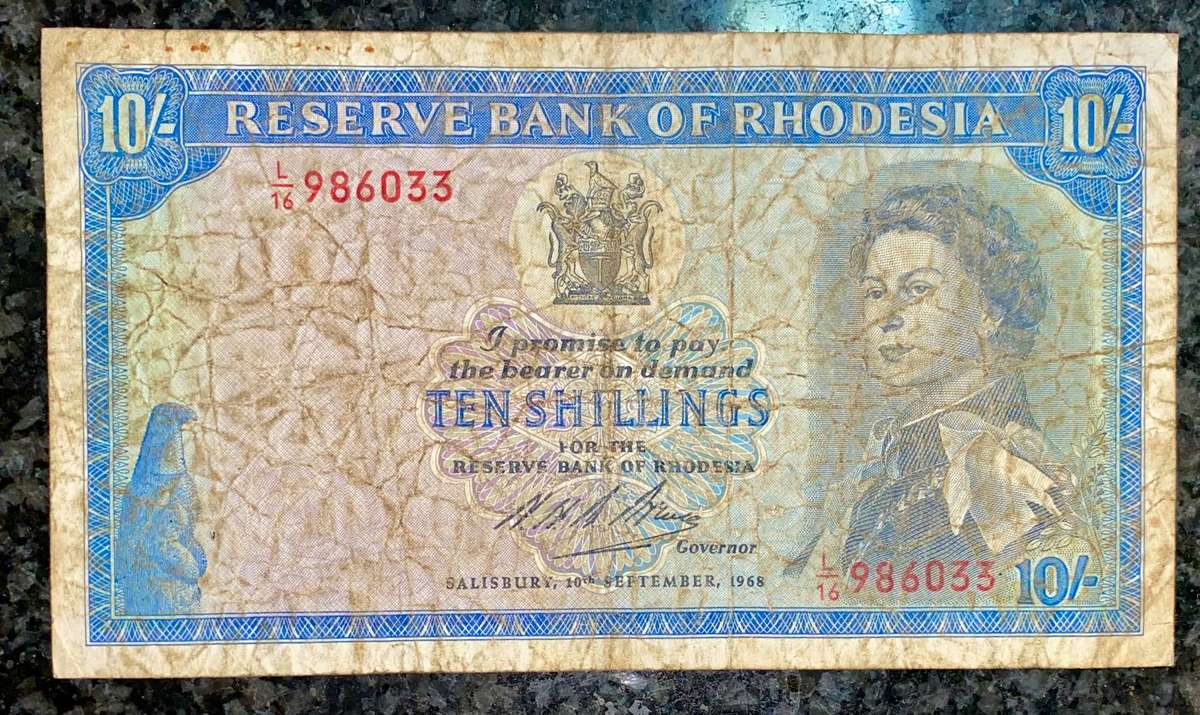 10/-
RESERVE BANK OF RHODESIA
10/-
L/16 986033
I promise to pay
the bearer on demand
TEN SHILLINGS
FOR THE
RESERVE BANK OF RHODESIA
Governor
SALISBURY, 10th SEPTEMBER, 1968
L/16 986033
10/-